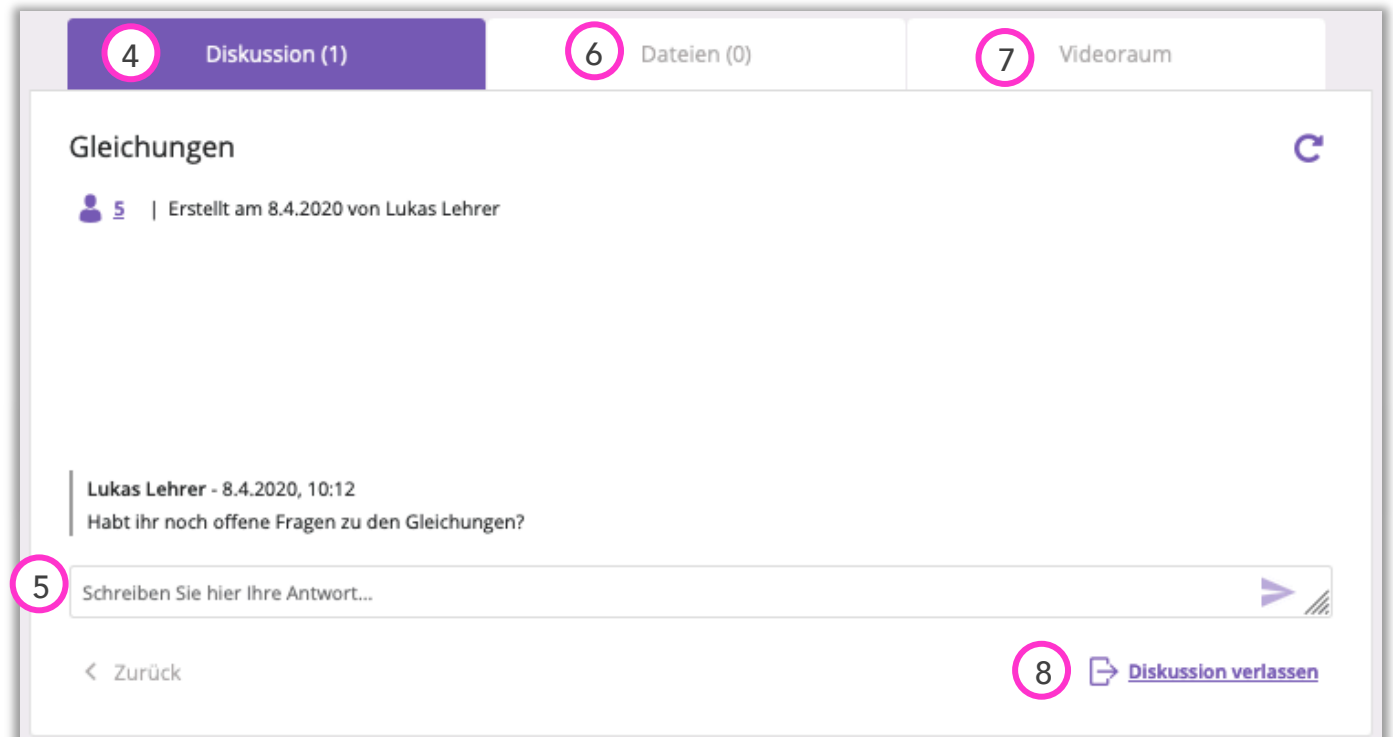 4 Diskussion (1) 6 Dateien (0) 7 Videoraum
Gleichungen
5 | Erstellt am 8.4.2020 von Lukas Lehrer
Lukas Lehrer - 8.4.2020, 10:12
Habt ihr noch offene Fragen zu den Gleichungen?
5 Schreiben Sie hier Ihre Antwort...
< Zurück 8 Diskussion verlassen